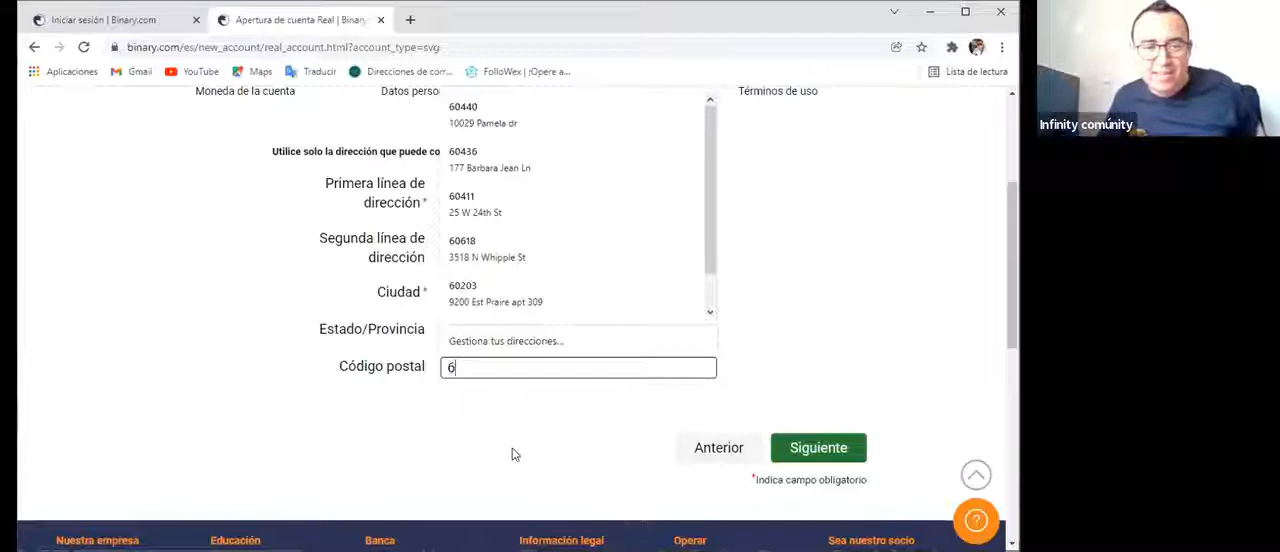 Iniciar sesión | Binary.com
Apertura de cuenta Real | Binary
binary.com/es/new_account/real_account.html?account_type=svg
Aplicaciones
Gmail
YouTube
Maps
Traducir
Direcciones de cor...
FolloWex | ¡Opere a...
Lista de lectura
Moneda de la cuenta
Datos perso
Términos de uso
Utilice solo la dirección que puede co
60440
10029 Pamela dr
60436
177 Barbara Jean Ln
60411
25 W 24th St
60618
3518 N Whipple St
60203
9200 Est Praire apt 309
Gestiona tus direcciones...
Primera línea de
dirección *
Segunda línea de
dirección
Ciudad *
Estado/Provincia
Código postal
6
Anterior
Siguiente
*Indica campo obligatorio
Nuestra empresa
Educación
Banca
Información legal
Operar
Sea nuestro socio
Infinity comúnity